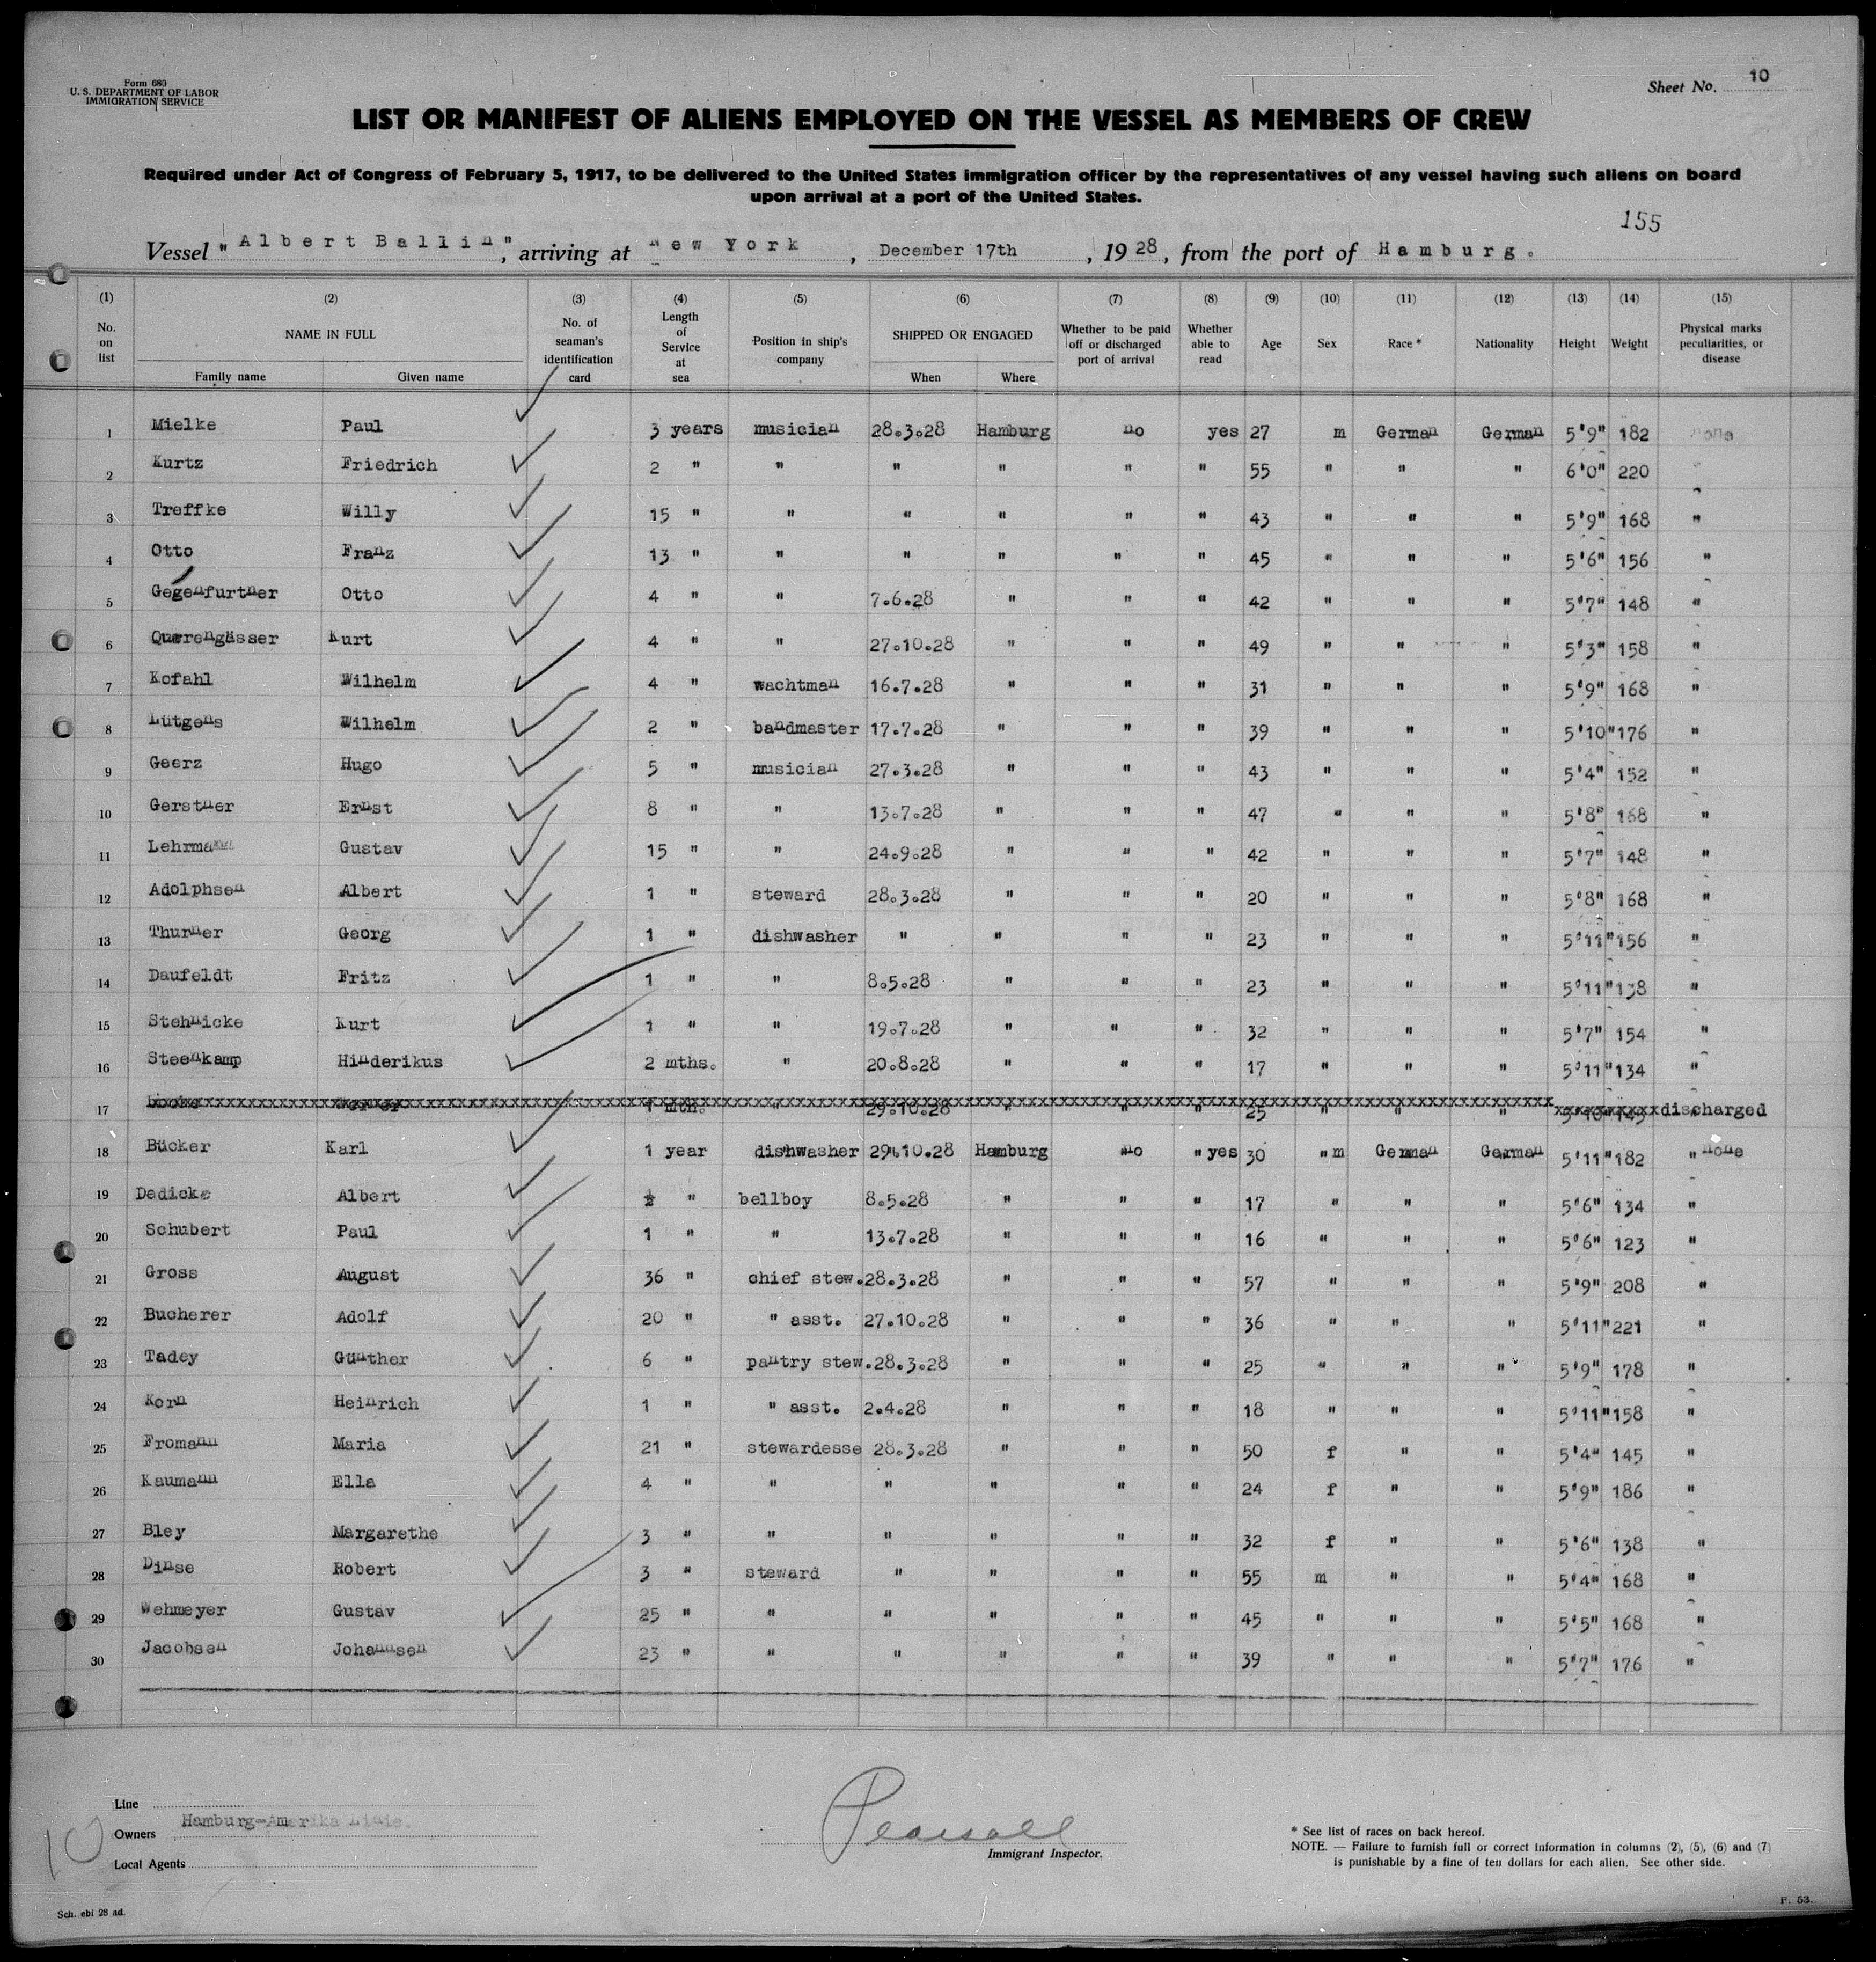 Form 680
U. S. DEPARTMENT OF LABOR
IMMIGRATION SERVICE
Sheet No. 10
LIST OR MANIFEST OF ALIENS EMPLOYED ON THE VESSEL AS MEMBERS OF CREW
Required under Act of Congress of February 5, 1917, to be delivered to the United States immigration officer by the representatives of any vessel having such aliens on board
upon arrival at a port of the United States.
155
Vessel "Albert Ballin", arriving at New York, December 17th, 1928, from the port of Hamburg.
(1) (2) (3) (4) (5) (6) (7) (8) (9) (10) (11) (12) (13) (14) (15)
No. on list NAME IN FULL Family name Given name No. of seaman's identification card Length of Service at sea Position in ship's company SHIPPED OR ENGAGED When Where Whether to be paid off or discharged port of arrival Whether able to read Age Sex Race * Nationality Height Weight Physical marks peculiarities, or disease
1 Mielke Paul 3 years musician 28.3.28 Hamburg no yes 27 m German German 5'9" 182 none
2 Kurtz Friedrich 2 " " " " " " 55 " " " 6'0" 220
3 Treffke Willy 15 " " " " " " 43 " " " 5'9" 168 "
4 Otto Franz 13 " " " " " " 45 " " " 5'6" 156 "
5 Gegenfurtner Otto 4 " " 7.6.28 " " " 42 " " " 5'7" 148 "
6 Querengässer Kurt 4 " " 27.10.28 " " " 49 " " " 5'3" 158 "
7 Kofahl Wilhelm 4 " wachtman 16.7.28 " " " 31 " " " 5'9" 168 "
8 Lütgens Wilhelm 2 " bandmaster 17.7.28 " " " 39 " " " 5'10" 176 "
9 Geerz Hugo 5 " musician 27.3.28 " " " 43 " " " 5'4" 152 "
10 Gerstner Ernst 8 " " 13.7.28 " " " 47 " " " 5'8" 168 "
11 Lehrmann Gustav 15 " " 24.9.28 " " " 42 " " " 5'7" 148 "
12 Adolphsen Albert 1 " steward 28.3.28 " " " 20 " " " 5'8" 168 "
13 Thurner Georg 1 " dishwasher " " " " 23 " " " 5'11" 156 "
14 Daufeldt Fritz 1 " " 8.5.28 " " " 23 " " " 5'11" 138 "
15 Stehnicke Kurt 1 " " 19.7.28 " " " 32 " " " 5'7" 154 "
16 Steenkamp Hinderikus 2 mths. " 20.8.28 " " " 17 " " " 5'11" 134 "
17 1 mth. " 29.10.28 " " " 25 " " " discharged
18 Bücker Karl 1 year dishwasher 29.10.28 Hamburg "no "yes 30 "m German German 5'11" 182 "none
19 Dedicke Albert " bellboy 8.5.28 " " " 17 " " " 5'6" 134 "
20 Schubert Paul 1 " " 13.7.28 " " " 16 " " " 5'6" 123 "
21 Gross August 36 " chief stew. 28.3.28 " " " 57 " " " 5'9" 208 "
22 Bucherer Adolf 20 " " asst. 27.10.28 " " " 36 " " " 5'11" 221 "
23 Tadey Günther 6 " pantry stew. 28.3.28 " " " 25 " " " 5'9" 178 "
24 Korn Heinrich 1 " " asst. 2.4.28 " " " 18 " " " 5'11" 158 "
25 Fromann Maria 21 " stewardesse 28.3.28 " " " 50 f " " 5'4" 145 "
26 Kaumann Ella 4 " " " " " " 24 f " " 5'9" 186 "
27 Bley Margarethe 3 " " " " " " 32 f " " 5'6" 138 "
28 Dinse Robert 3 " steward " " " " 55 m " " 5'4" 168 "
29 Wehmeyer Gustav 25 " " " " " " 45 " " " 5'5" 168 "
30 Jacobsen Johannsen 23 " " " " " " 39 " " " 5'7" 176 "
Line
Owners Hamburg-Amerika Linie.
Local Agents
10
Pearsall
Immigrant Inspector.
* See list of races on back hereof.
NOTE. — Failure to furnish full or correct information in columns (2), (5), (6) and (7)
is punishable by a fine of ten dollars for each alien. See other side.
Sch. ebi 28 ad.
F. 53.